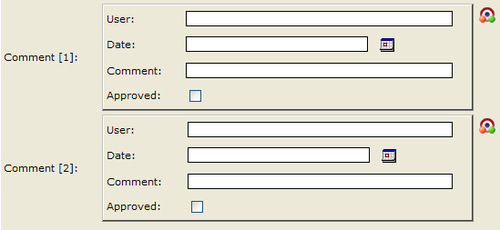 User:
Date:
Comment [1]:
Comment:
Approved:
User:
Date:
Comment [2]:
Comment:
Approved: